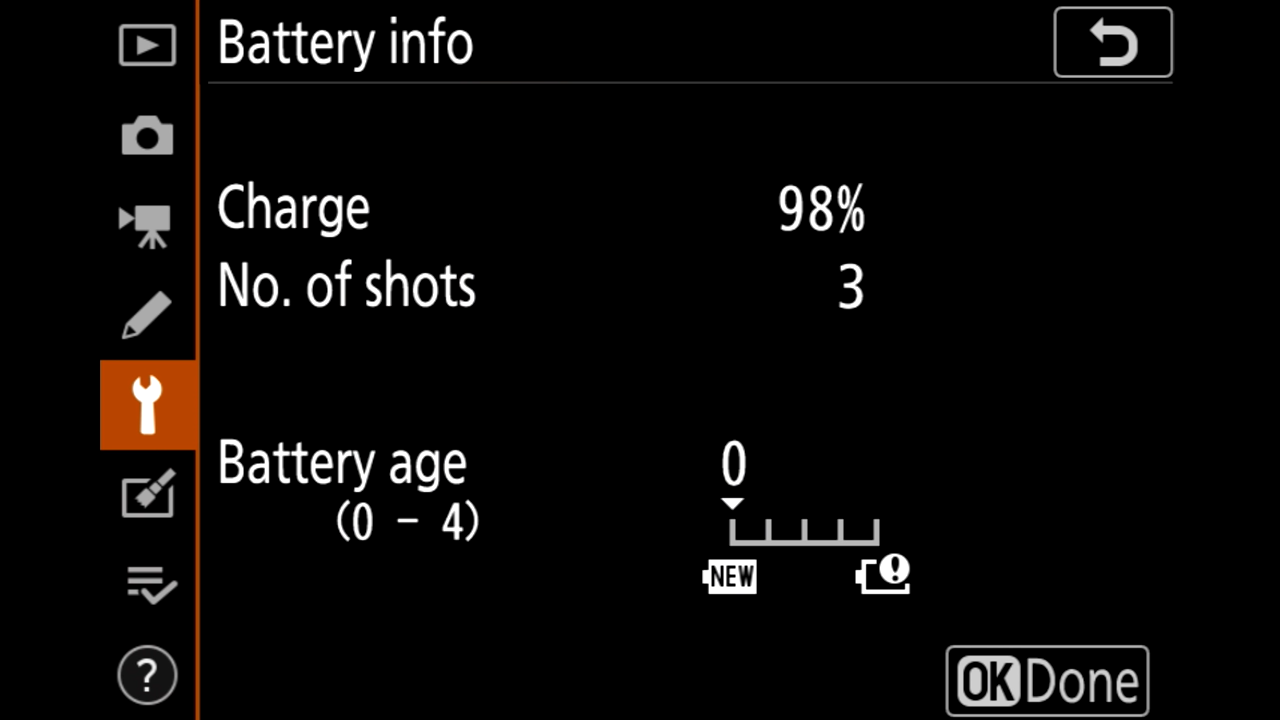 Battery info
Charge 98%
No. of shots 3
Battery age 0
(0 - 4)
NEW
?
OK Done